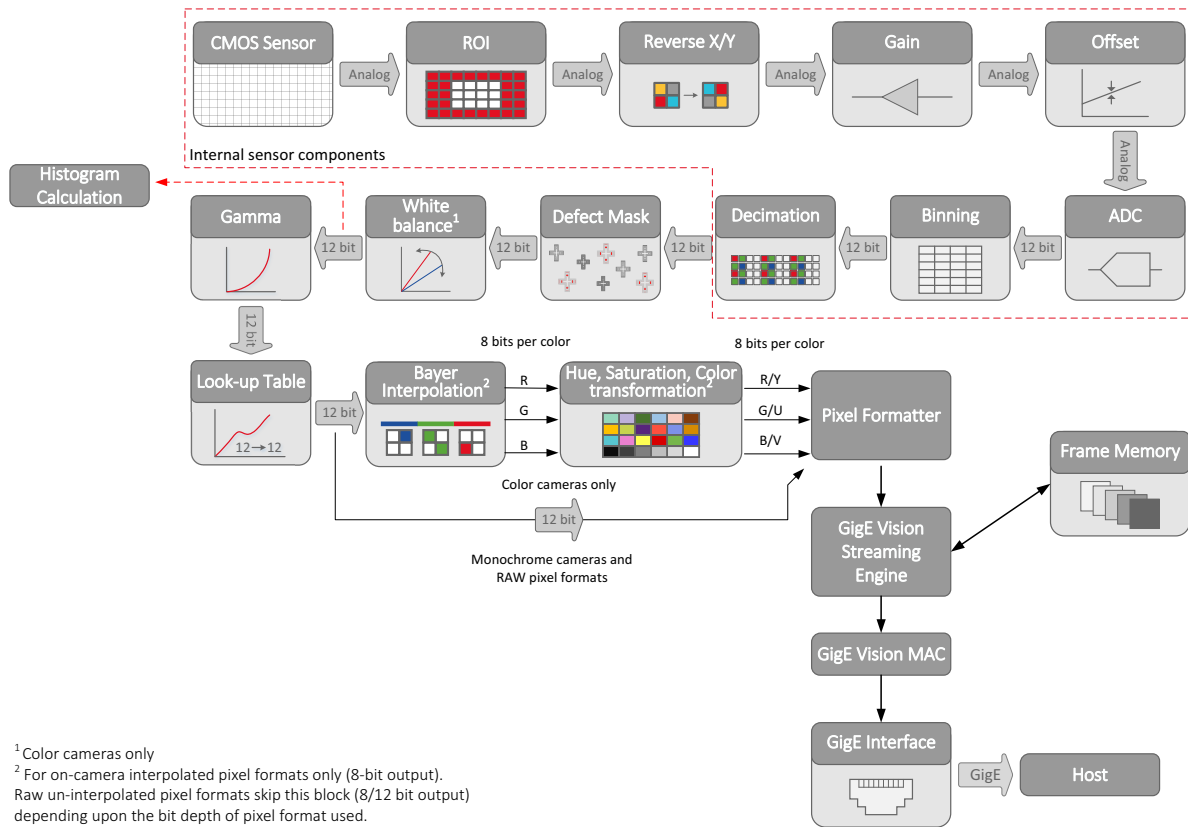 CMOS Sensor
Analog
ROI
Analog
Reverse X/Y
Analog
Gain
Analog
Offset
Internal sensor components
Analog
Histogram
Calculation
Gamma
12 bit
White
balance1
12 bit
Defect Mask
12 bit
Decimation
12 bit
Binning
12 bit
ADC
12 bit
8 bits per color
8 bits per color
Look-up Table
12→12
12 bit
Bayer
Interpolation2
R
G
B
Hue, Saturation, Color
transformation2
R/Y
G/U
B/V
Pixel Formatter
Frame Memory
Color cameras only
12 bit
Monochrome cameras and
RAW pixel formats
GigE Vision
Streaming
Engine
GigE Vision MAC
GigE Interface
GigE
Host
1 Color cameras only
2 For on-camera interpolated pixel formats only (8-bit output).
Raw un-interpolated pixel formats skip this block (8/12 bit output)
depending upon the bit depth of pixel format used.